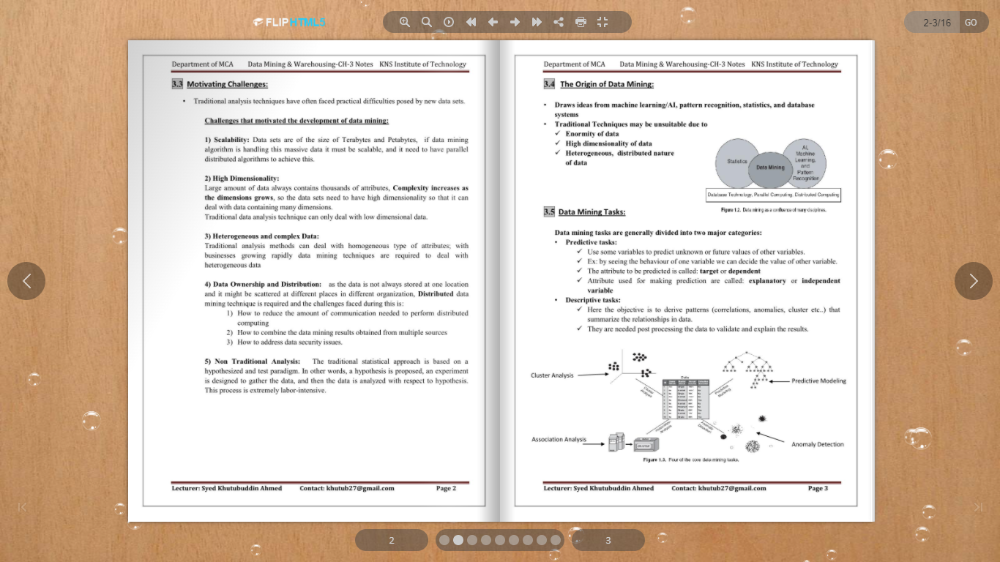 FLIPHTML5
2-3/16
GO
Department of MCA Data Mining & Warehousing-CH-3 Notes KNS Institute of Technology
3.3 Motivating Challenges:
• Traditional analysis techniques have often faced practical difficulties posed by new data sets.
Challenges that motivated the development of data mining:
1) Scalability: Data sets are of the size of Terabytes and Petabytes, if data mining
algorithm is handling this massive data it must be scalable, and it need to have parallel
distributed algorithms to achieve this.
2) High Dimensionality:
Large amount of data always contains thousands of attributes, Complexity increases as
the dimensions grows, so the data sets need to have high dimensionality so that it can
deal with data containing many dimensions.
Traditional data analysis technique can only deal with low dimensional data.
3) Heterogeneous and complex Data:
Traditional analysis methods can deal with homogeneous type of attributes; with
businesses growing rapidly data mining techniques are required to deal with
heterogeneous data
4) Data Ownership and Distribution: as the data is not always stored at one location
and it might be scattered at different places in different organization, Distributed data
mining technique is required and the challenges faced during this is:
1) How to reduce the amount of communication needed to perform distributed
computing
2) How to combine the data mining results obtained from multiple sources
3) How to address data security issues.
5) Non Traditional Analysis: The traditional statistical approach is based on a
hypothesized and test paradigm. In other words, a hypothesis is proposed, an experiment
is designed to gather the data, and then the data is analyzed with respect to hypothesis.
This process is extremely labor-intensive.
Lecturer: Syed Khutubuddin Ahmed Contact: khutub27@gmail.com Page 2
Department of MCA Data Mining & Warehousing-CH-3 Notes KNS Institute of Technology
3.4 The Origin of Data Mining:
• Draws ideas from machine learning/AI, pattern recognition, statistics, and database
systems
• Traditional Techniques may be unsuitable due to
✓ Enormity of data
✓ High dimensionality of data
✓ Heterogeneous, distributed nature
of data
Statistics
Data Mining
AI,
Machine
Learning,
and
Pattern
Recognition
Database Technology, Parallel Computing, Distributed Computing
Figure 1.2. Data mining as a confluence of many disciplines.
3.5 Data Mining Tasks:
Data mining tasks are generally divided into two major categories:
• Predictive tasks:
✓ Use some variables to predict unknown or future values of other variables.
✓ Ex: by seeing the behaviour of one variable we can decide the value of other variable.
✓ The attribute to be predicted is called: target or dependent
✓ Attribute used for making prediction are called: explanatory or independent
variable
• Descriptive tasks:
✓ Here the objective is to derive patterns (correlations, anomalies, cluster etc..) that
summarize the relationships in data.
✓ They are needed post processing the data to validate and explain the results.
Cluster Analysis
Data
Cluster
Analysis
Predictive
Modeling
Predictive Modeling
Association
Analysis
Anomaly
Detection
Association Analysis
Anomaly Detection
Figure 1.3. Four of the core data mining tasks.
Lecturer: Syed Khutubuddin Ahmed Contact: khutub27@gmail.com Page 3
2
3